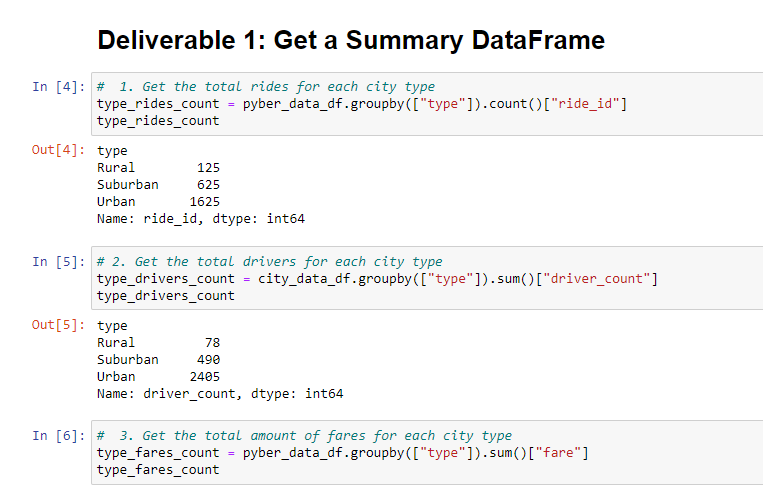 Deliverable 1: Get a Summary DataFrame
In [4]: #  1. Get the total rides for each city type
type_rides_count = pyber_data_df.groupby(["type"]).count()["ride_id"]
type_rides_count
Out[4]: type
Rural        125
Suburban     625
Urban       1625
Name: ride_id, dtype: int64
In [5]: # 2. Get the total drivers for each city type
type_drivers_count = city_data_df.groupby(["type"]).sum()["driver_count"]
type_drivers_count
Out[5]: type
Rural         78
Suburban     490
Urban       2405
Name: driver_count, dtype: int64
In [6]: #  3. Get the total amount of fares for each city type
type_fares_count = pyber_data_df.groupby(["type"]).sum()["fare"]
type_fares_count